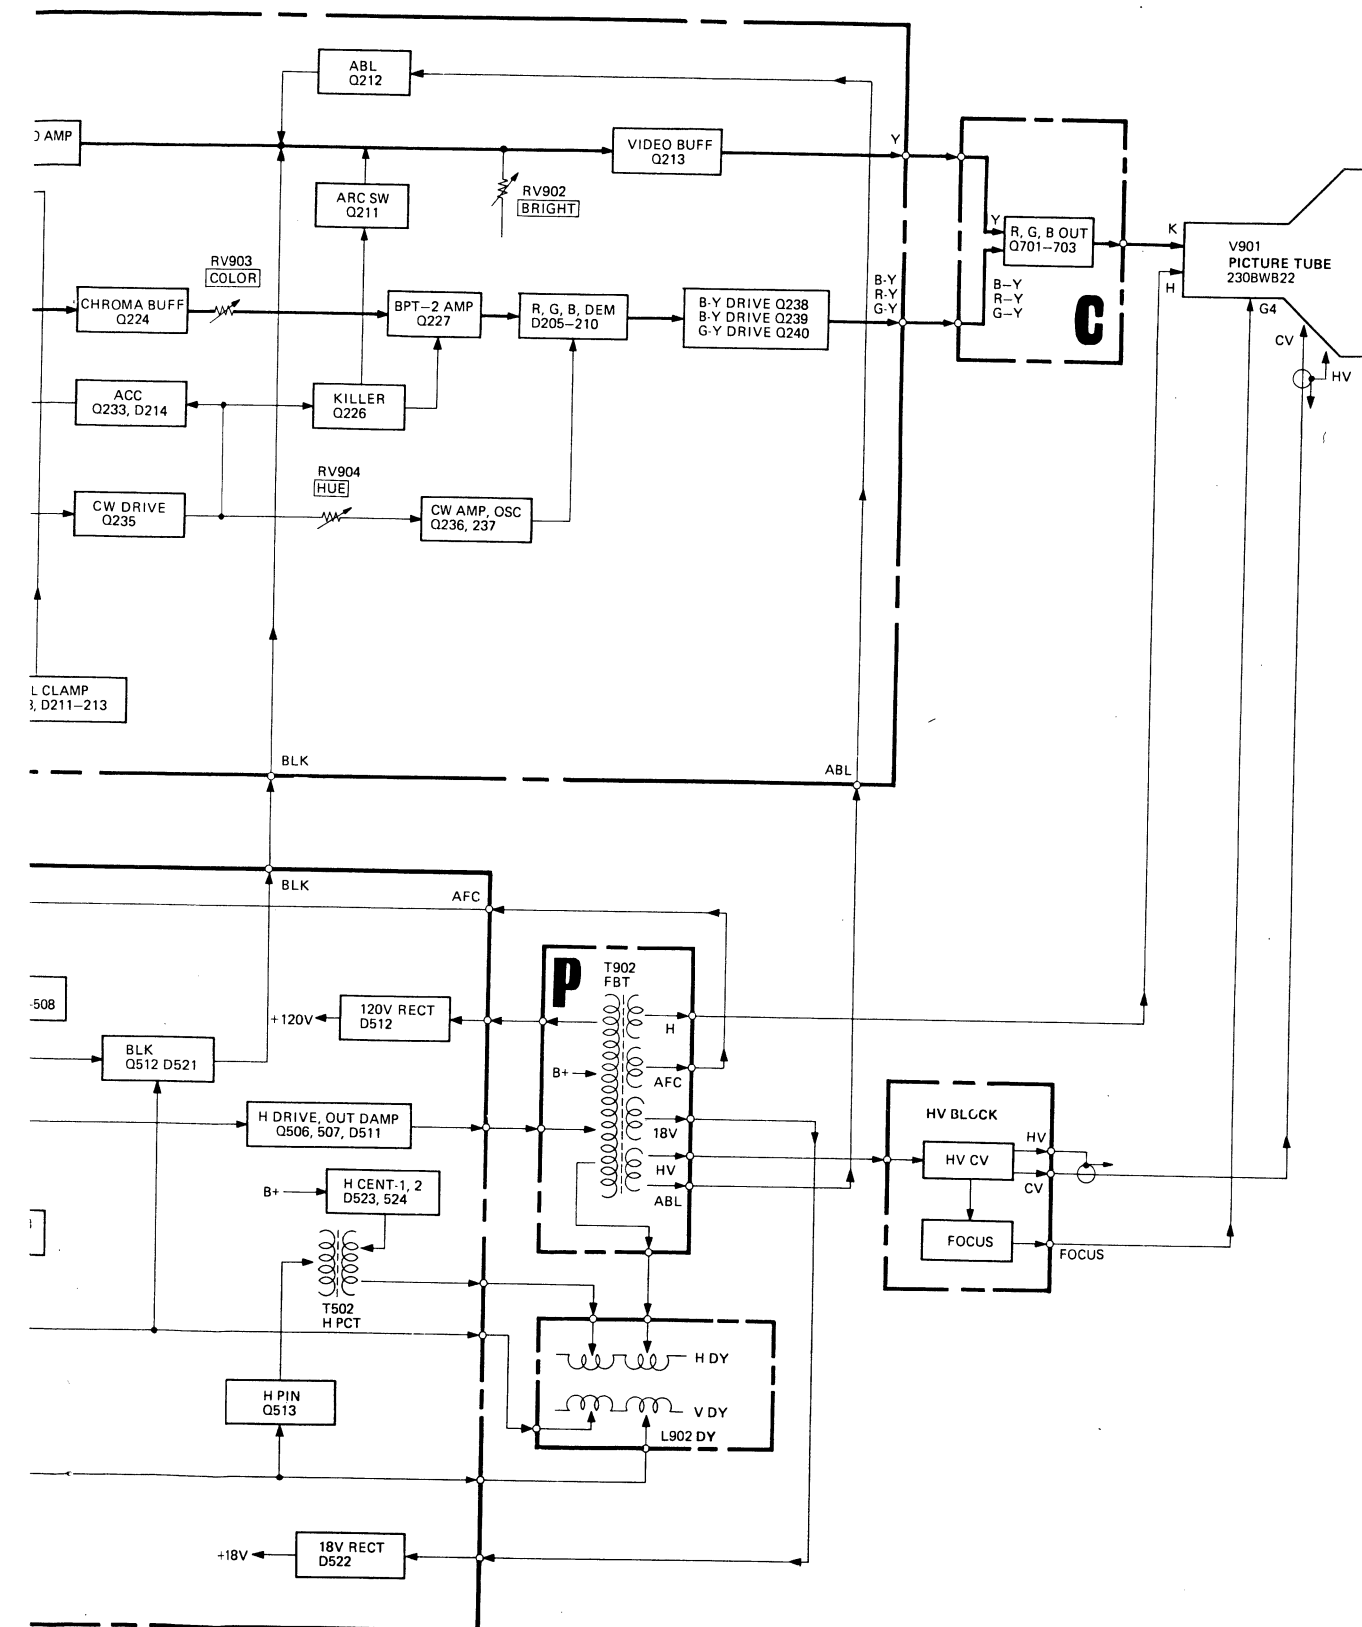 ABL
Q212
O AMP
VIDEO BUFF
Q213
Y
ARC SW
Q211
RV902
BRIGHT
Y
R, G, B OUT
Q701–703
K
V901
PICTURE TUBE
230BWB22
H
RV903
COLOR
CHROMA BUFF
Q224
BPT–2 AMP
Q227
R, G, B, DEM
D205–210
B-Y DRIVE Q238
B-Y DRIVE Q239
G-Y DRIVE Q240
B-Y
R-Y
G-Y
B–Y
R–Y
G–Y
C
G4
CV
HV
ACC
Q233, D214
KILLER
Q226
RV904
HUE
CW DRIVE
Q235
CW AMP, OSC
Q236, 237
L CLAMP
, D211–213
BLK
ABL
BLK
AFC
P
T902
FBT
-508
+120V
120V RECT
D512
H
BLK
Q512 D521
B+
AFC
H DRIVE, OUT DAMP
Q506, 507, D511
18V
HV
ABL
HV BLOCK
HV
HV CV
CV
FOCUS
FOCUS
B+
H CENT-1, 2
D523, 524
T502
H PCT
H DY
V DY
L902 DY
H PIN
Q513
+18V
18V RECT
D522